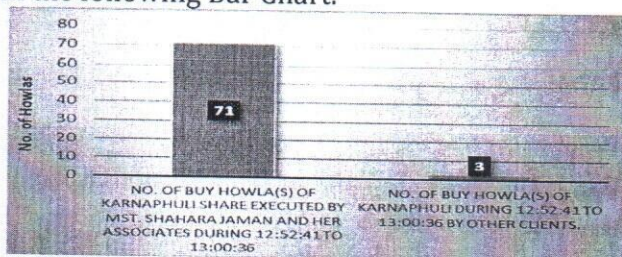 following Bar Chart.
80
70
60
50
40
30
20
10
0
No. of Howlas
71
3
NO. OF BUY HOWLA(S) OF
KARNAPHULI SHARE EXECUTED BY
MST. SHAHARA JAMAN AND HER
ASSOCIATES DURING 12:52:41 TO
13:00:36
NO. OF BUY HOWLA(S) OF
KARNAPHULI DURING 12:52:41 TO
13:00:36 BY OTHER CLIENTS.